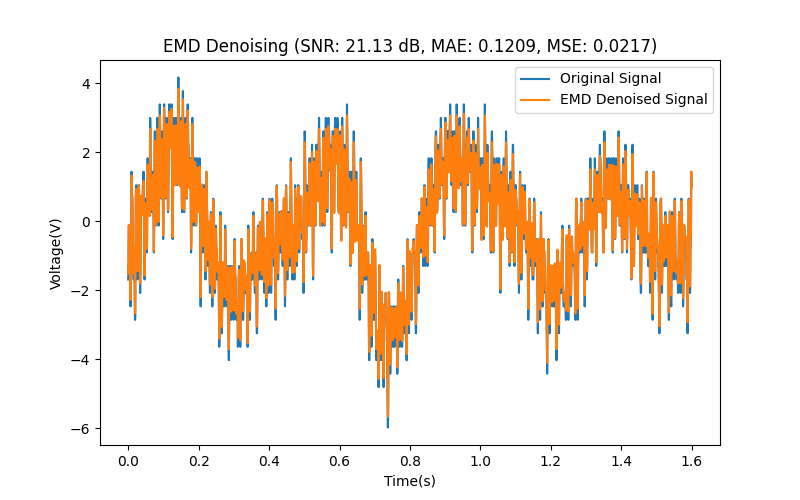 EMD Denoising (SNR: 21.13 dB, MAE: 0.1209, MSE: 0.0217)
Original Signal
EMD Denoised Signal
4
2
0
−2
−4
−6
Voltage(V)
0.0 0.2 0.4 0.6 0.8 1.0 1.2 1.4 1.6
Time(s)